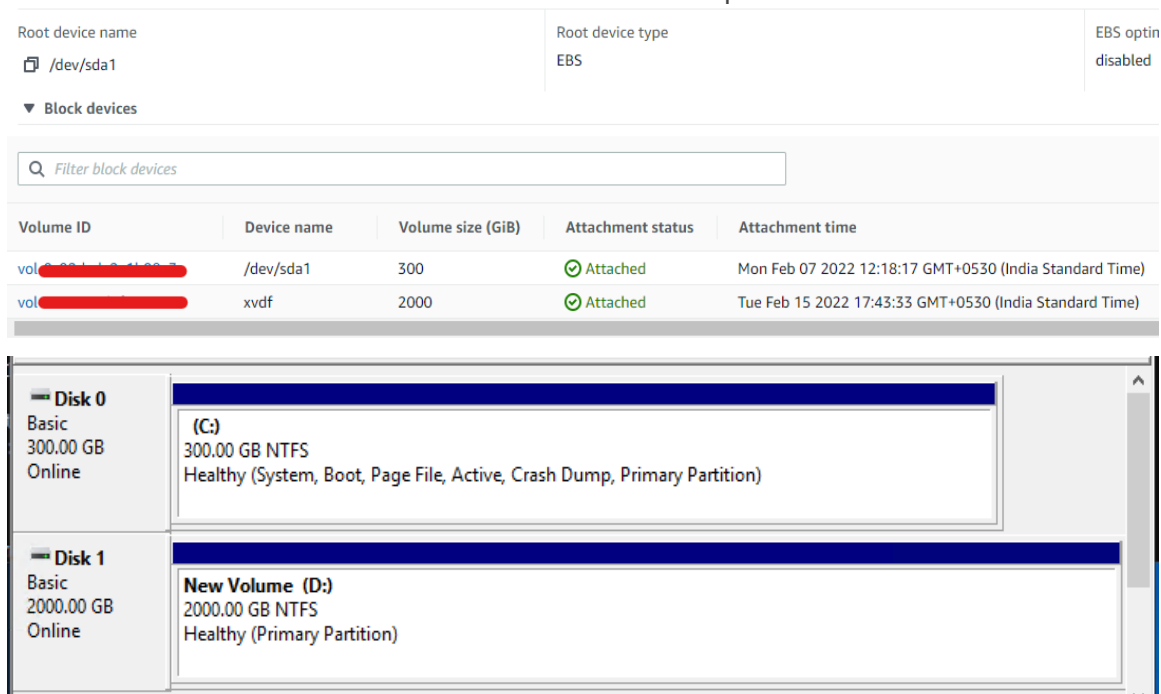 Root device name Root device type EBS optin
/dev/sda1 EBS disabled
Block devices
Filter block devices
Volume ID Device name Volume size (GiB) Attachment status Attachment time
vol /dev/sda1 300 Attached Mon Feb 07 2022 12:18:17 GMT+0530 (India Standard Time)
vol xvdf 2000 Attached Tue Feb 15 2022 17:43:33 GMT+0530 (India Standard Time)
Disk 0
Basic
300.00 GB
Online
(C:)
300.00 GB NTFS
Healthy (System, Boot, Page File, Active, Crash Dump, Primary Partition)
Disk 1
Basic
2000.00 GB
Online
New Volume (D:)
2000.00 GB NTFS
Healthy (Primary Partition)